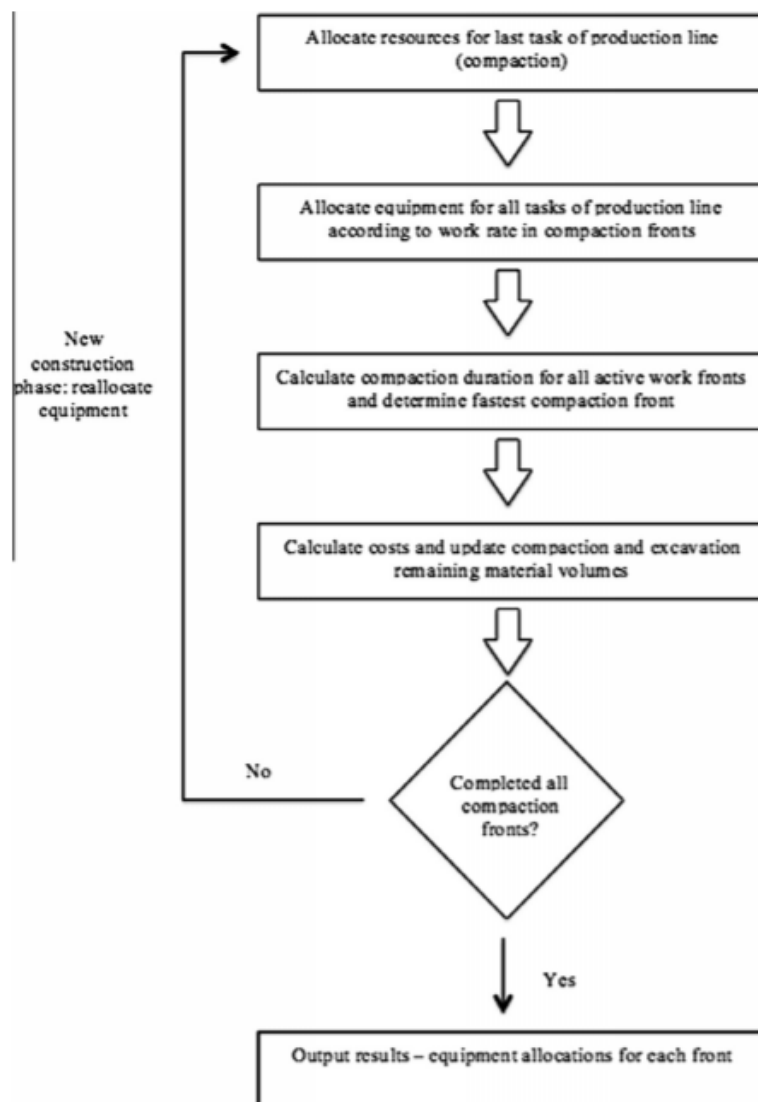 Allocate resources for last task of production line
(compaction)
Allocate equipment for all tasks of production line
according to work rate in compaction fronts
New
construction
phase: reallocate
equipment
Calculate compaction duration for all active work fronts
and determine fastest compaction front
Calculate costs and update compaction and excavation
remaining material volumes
No
Completed all
compaction
fronts?
Yes
Output results – equipment allocations for each front